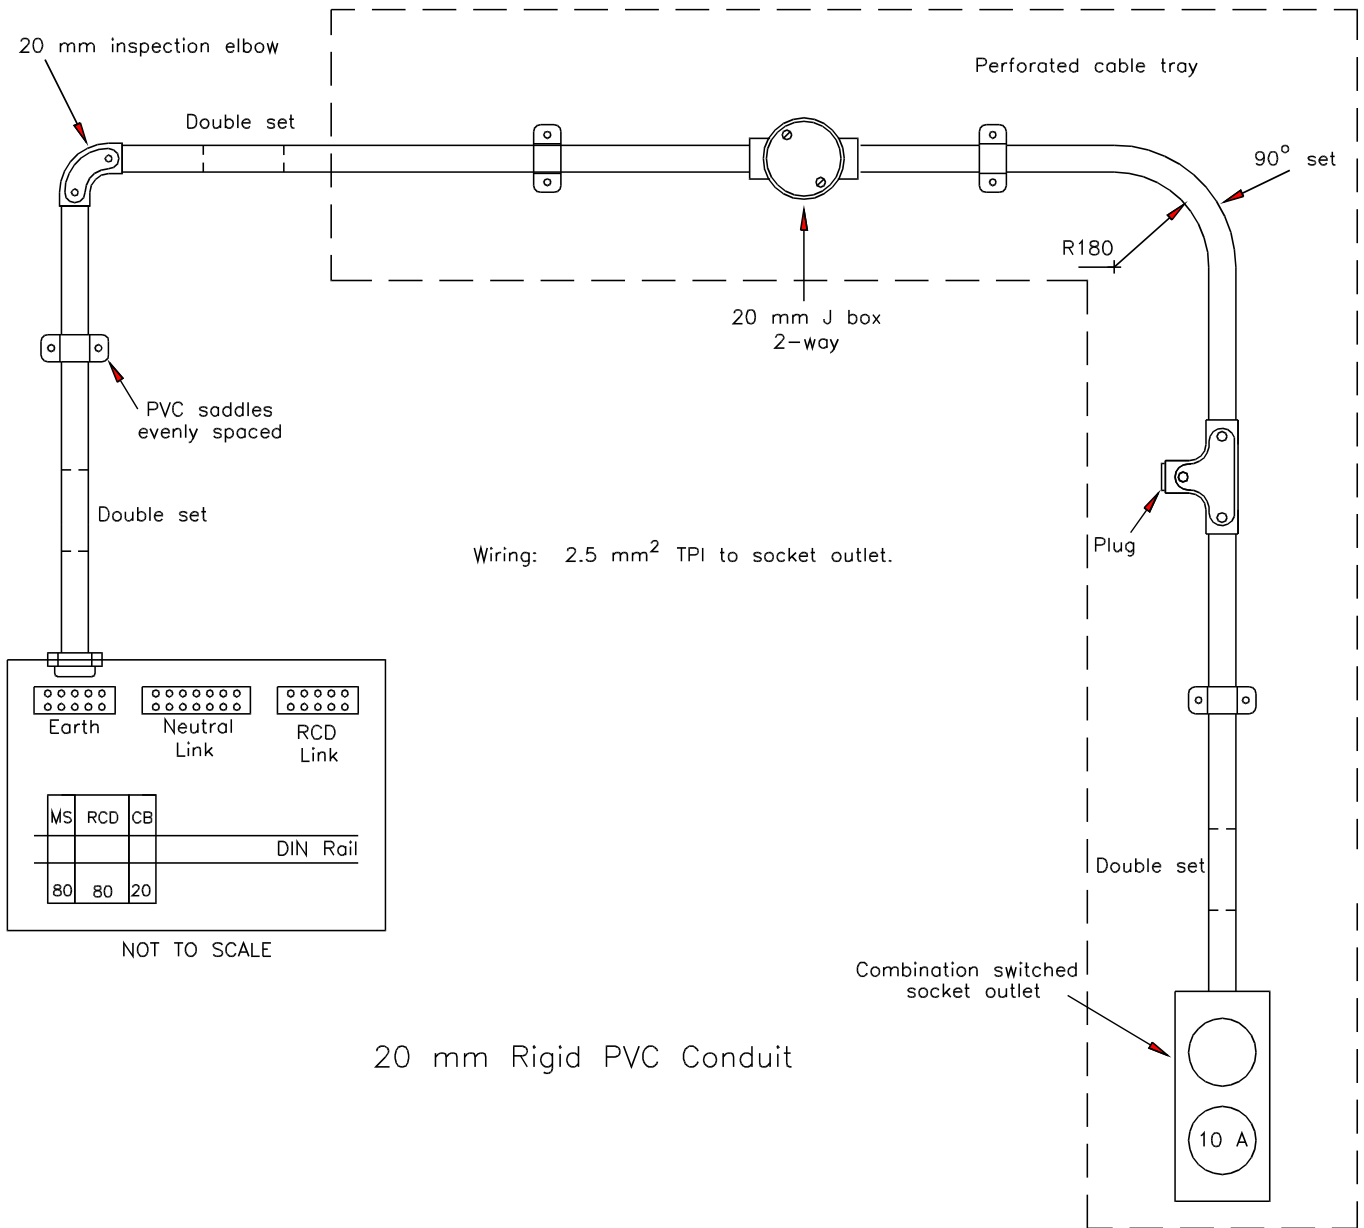 20 mm inspection elbow
Perforated cable tray
Double set
90° set
R180
20 mm J box
2-way
PVC saddles
evenly spaced
Double set
Wiring: 2.5 mm² TPI to socket outlet.
Plug
Earth
Neutral
Link
RCD
Link
MS RCD CB
DIN Rail
80 80 20
Double set
NOT TO SCALE
Combination switched
socket outlet
20 mm Rigid PVC Conduit
10 A